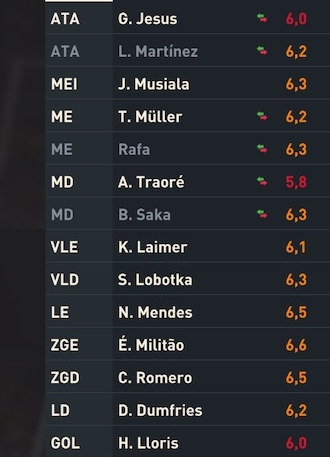 ATA G. Jesus 6,0
ATA L. Martínez 6,2
MEI J. Musiala 6,3
ME T. Müller 6,2
ME Rafa 6,3
MD A. Traoré 5,8
MD B. Saka 6,3
VLE K. Laimer 6,1
VLD S. Lobotka 6,3
LE N. Mendes 6,5
ZGE É. Militão 6,6
ZGD C. Romero 6,5
LD D. Dumfries 6,2
GOL H. Lloris 6,0